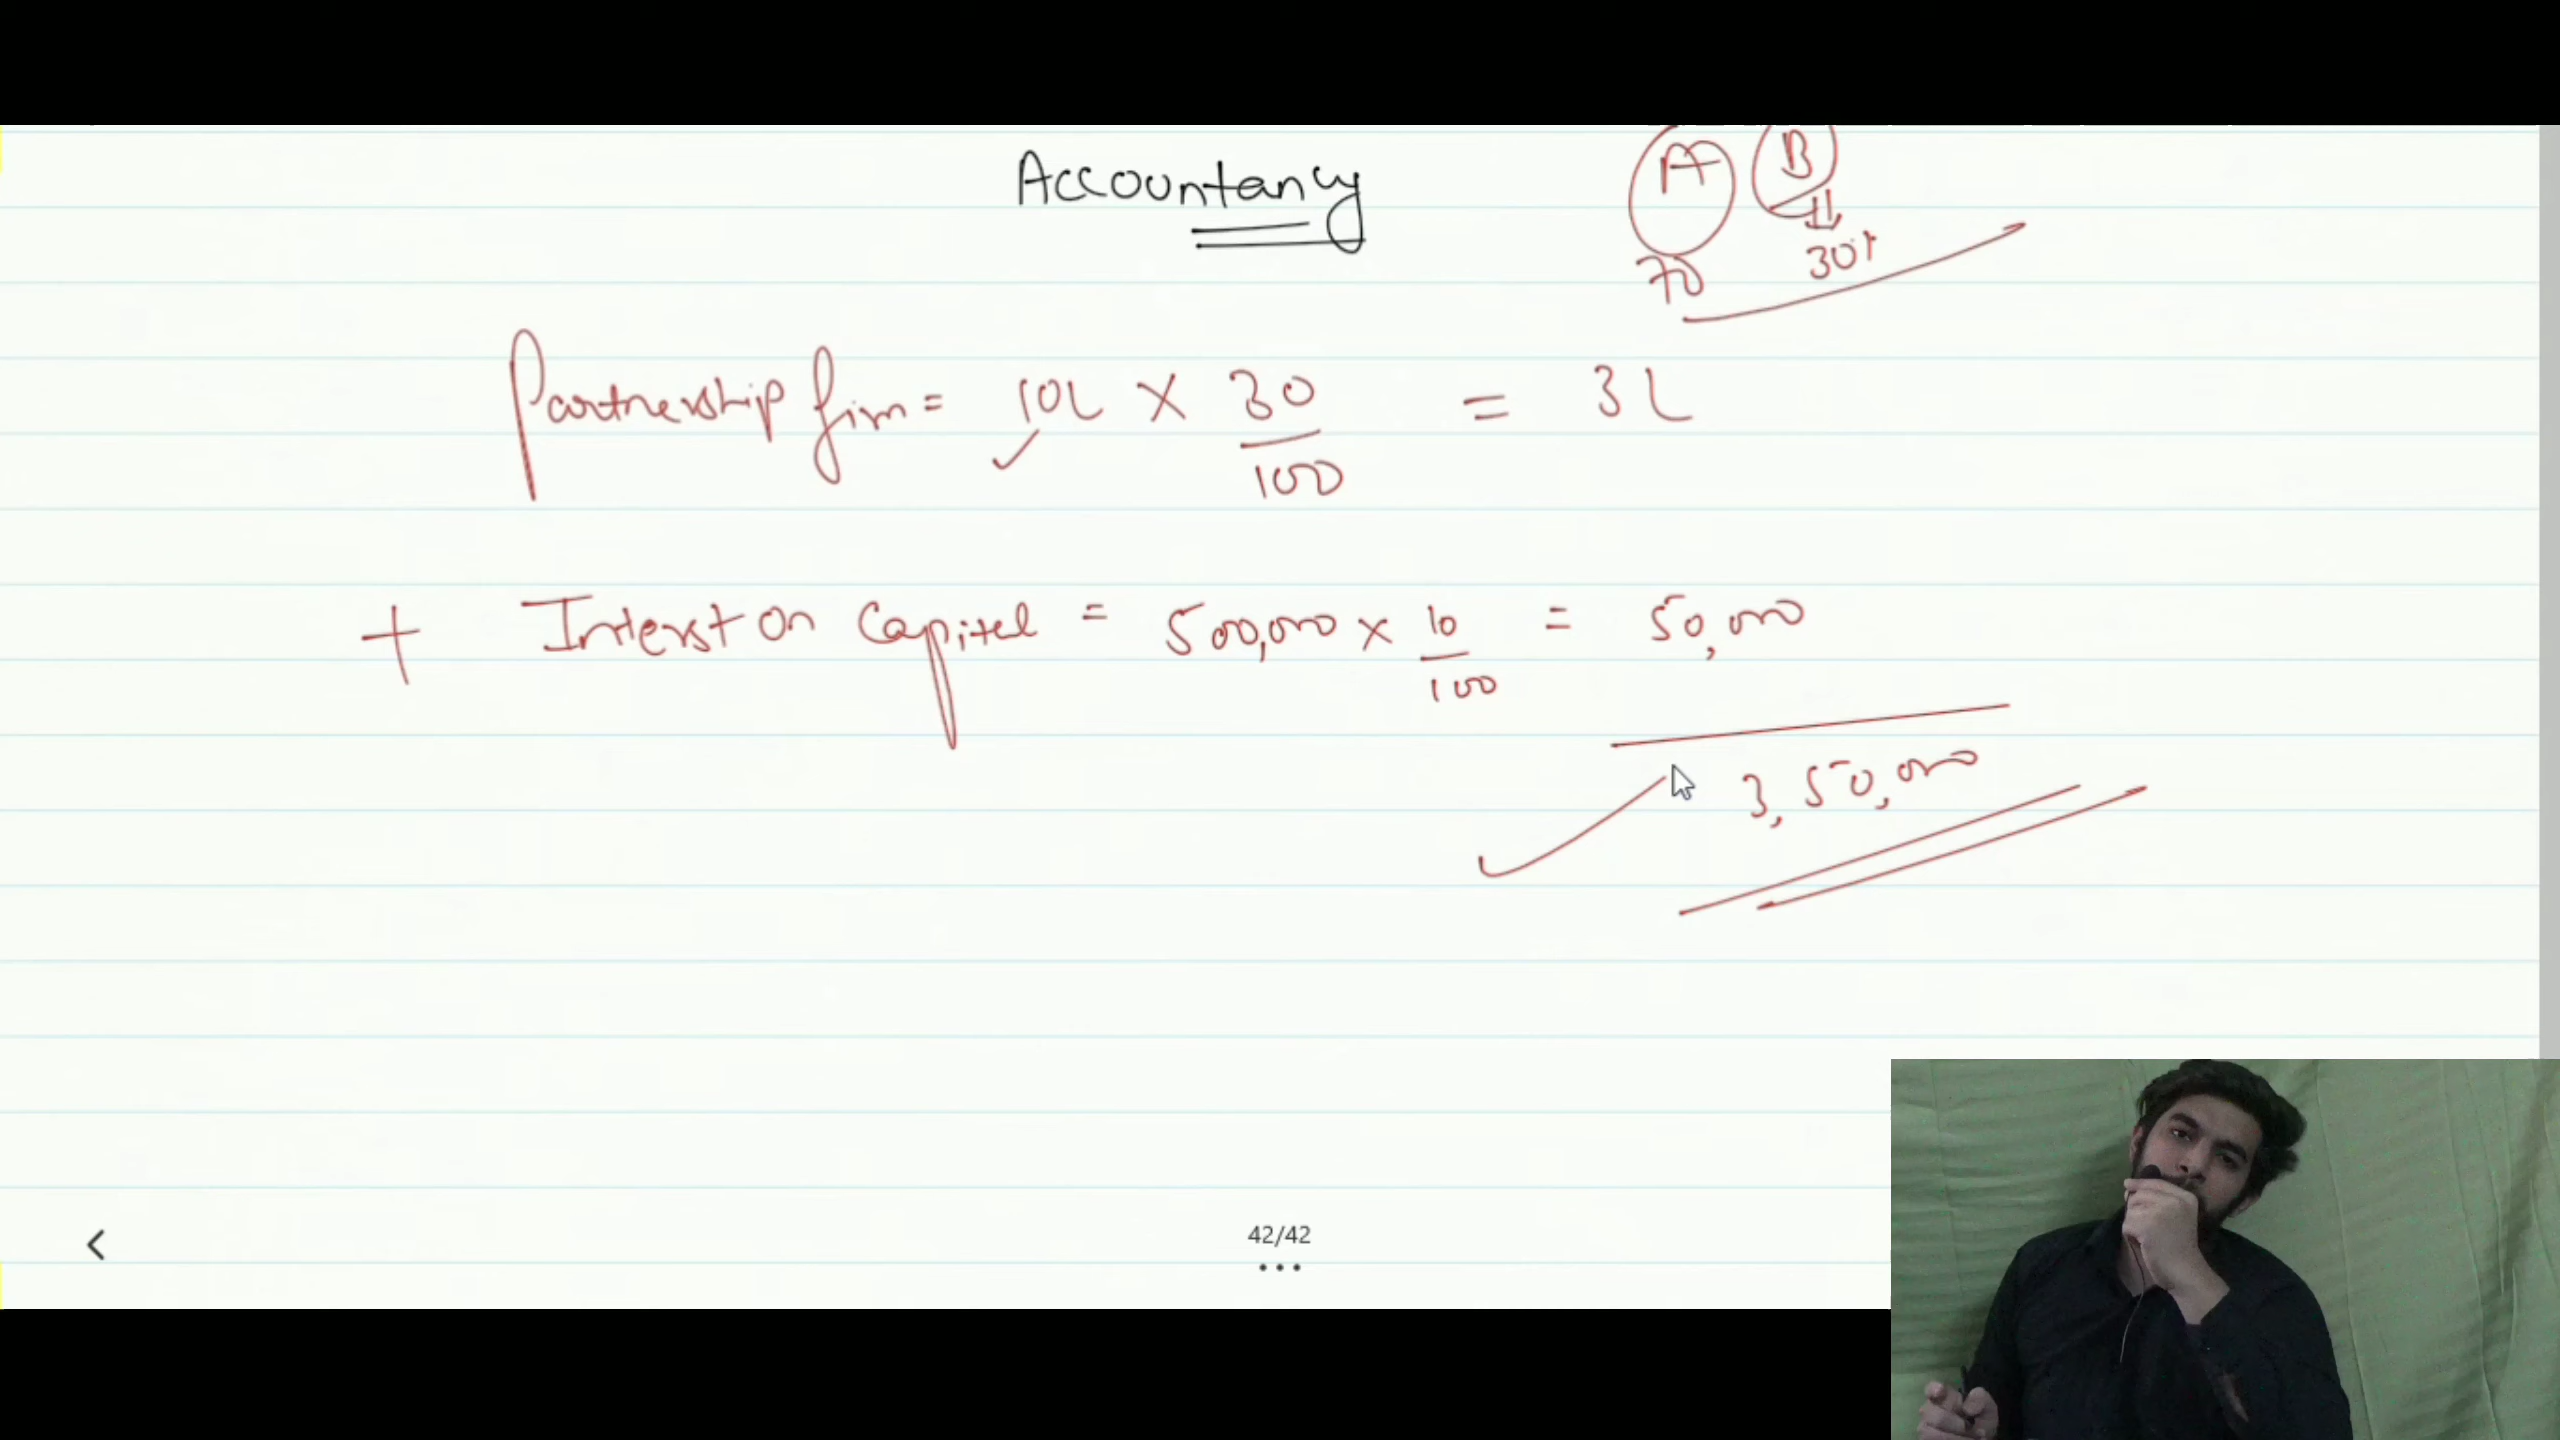 Accountancy
A B
70 30%
Partnership firm = 10L X 30/100 = 3L
+ Interst on Capital = 500,000 x 10/100 = 50,000
3,50,000
42/42